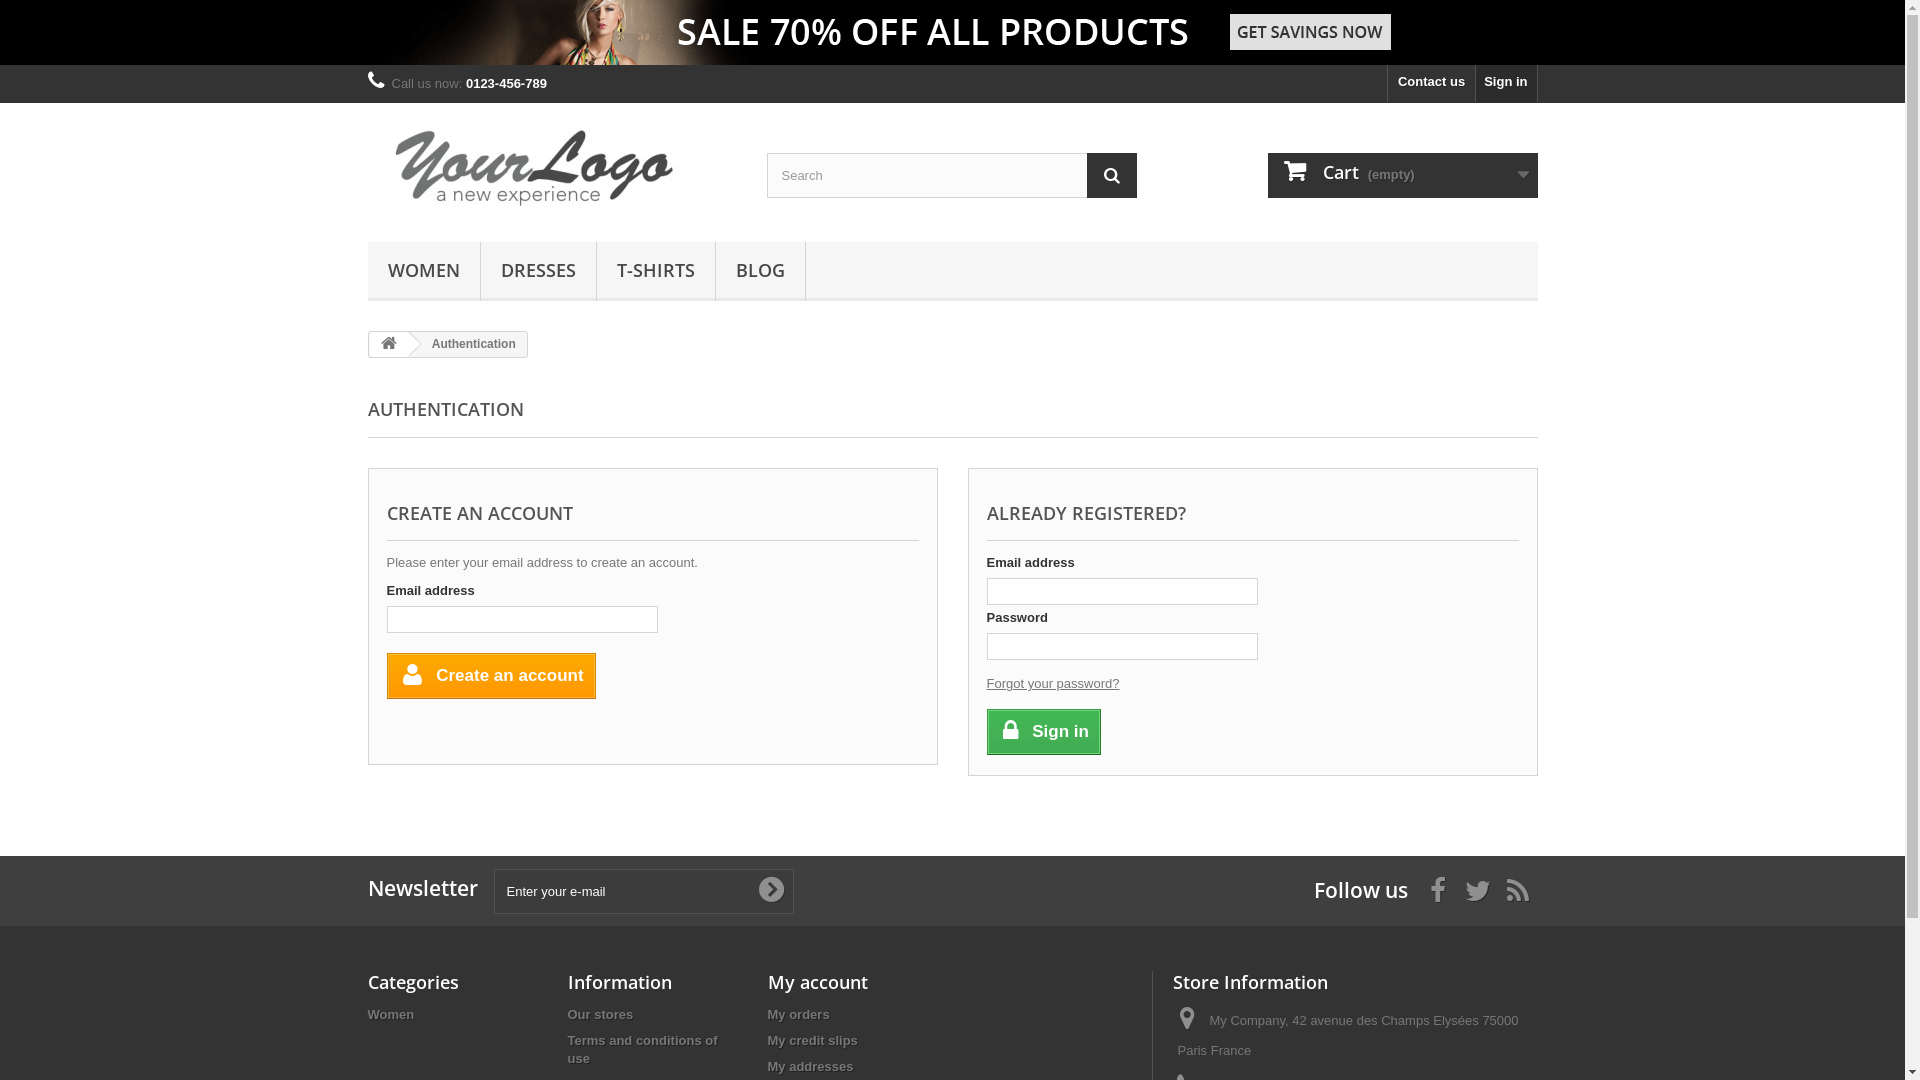 SALE 70% OFF ALL PRODUCTS GET SAVINGS NOW
Call us now: 0123-456-789 Contact us Sign in
YourLogo
a new experience
Search
Cart (empty)
WOMEN DRESSES T-SHIRTS BLOG
Authentication
AUTHENTICATION
CREATE AN ACCOUNT
Please enter your email address to create an account.
Email address
Create an account
ALREADY REGISTERED?
Email address
Password
Forgot your password?
Sign in
Newsletter Enter your e-mail Follow us
Categories
Women
Information
Our stores
Terms and conditions of
use
My account
My orders
My credit slips
My addresses
Store Information
My Company, 42 avenue des Champs Elysées 75000
Paris France